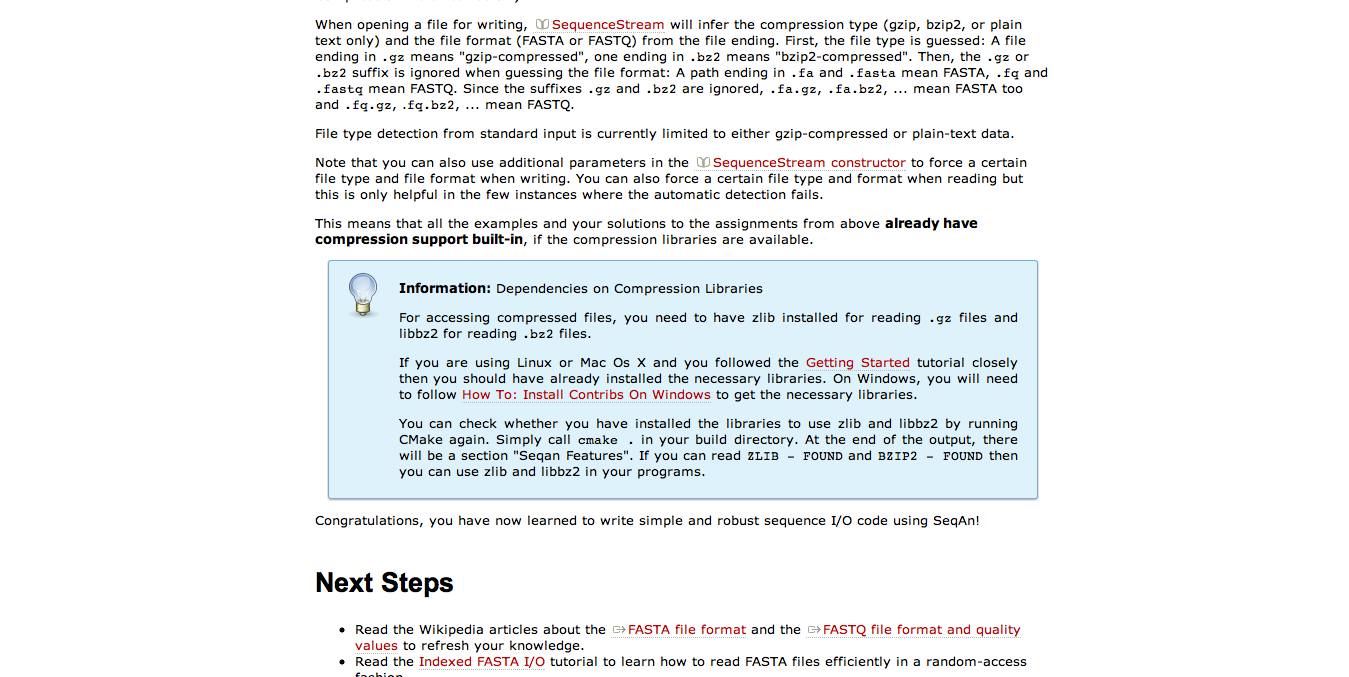 When opening a file for writing, SequenceStream will infer the compression type (gzip, bzip2, or plain
text only) and the file format (FASTA or FASTQ) from the file ending. First, the file type is guessed: A file
ending in .gz means "gzip-compressed", one ending in .bz2 means "bzip2-compressed". Then, the .gz or
.bz2 suffix is ignored when guessing the file format: A path ending in .fa and .fasta mean FASTA, .fq and
.fastq mean FASTQ. Since the suffixes .gz and .bz2 are ignored, .fa.gz, .fa.bz2, ... mean FASTA too
and .fq.gz, .fq.bz2, ... mean FASTQ.
File type detection from standard input is currently limited to either gzip-compressed or plain-text data.
Note that you can also use additional parameters in the SequenceStream constructor to force a certain
file type and file format when writing. You can also force a certain file type and format when reading but
this is only helpful in the few instances where the automatic detection fails.
This means that all the examples and your solutions to the assignments from above already have
compression support built-in, if the compression libraries are available.
Information: Dependencies on Compression Libraries
For accessing compressed files, you need to have zlib installed for reading .gz files and
libbz2 for reading .bz2 files.
If you are using Linux or Mac Os X and you followed the Getting Started tutorial closely
then you should have already installed the necessary libraries. On Windows, you will need
to follow How To: Install Contribs On Windows to get the necessary libraries.
You can check whether you have installed the libraries to use zlib and libbz2 by running
CMake again. Simply call cmake . in your build directory. At the end of the output, there
will be a section "Seqan Features". If you can read ZLIB - FOUND and BZIP2 - FOUND then
you can use zlib and libbz2 in your programs.
Congratulations, you have now learned to write simple and robust sequence I/O code using SeqAn!
Next Steps
• Read the Wikipedia articles about the FASTA file format and the FASTQ file format and quality
values to refresh your knowledge.
• Read the Indexed FASTA I/O tutorial to learn how to read FASTA files efficiently in a random-access
fashion.